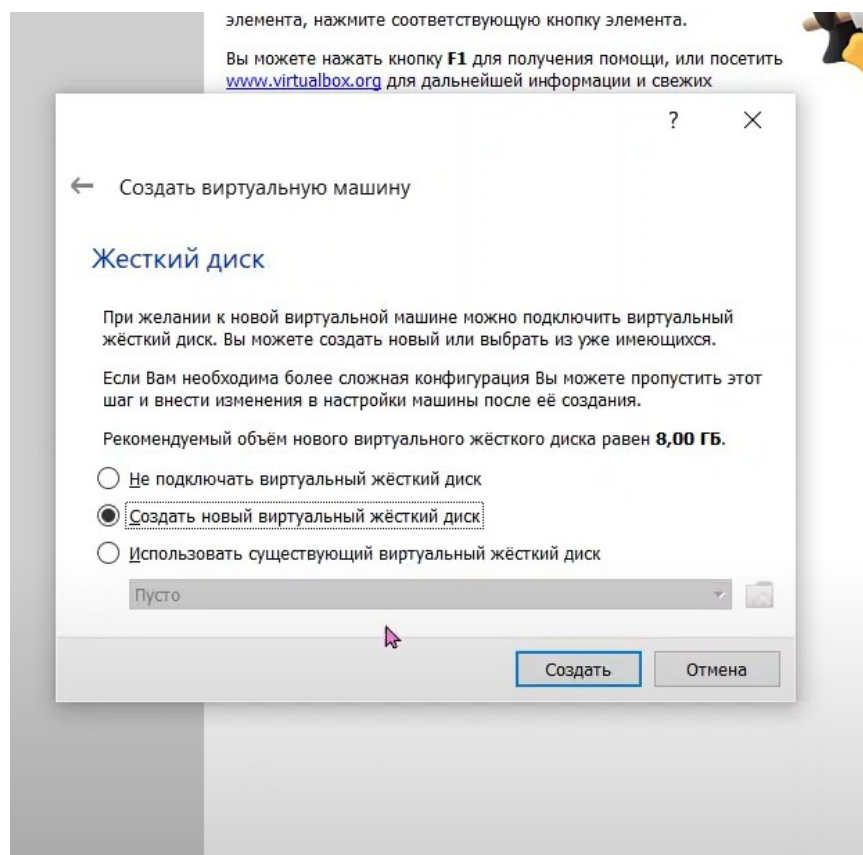 элемента, нажмите соответствующую кнопку элемента.
Вы можете нажать кнопку F1 для получения помощи, или посетить
www.virtualbox.org для дальнейшей информации и свежих
?
Создать виртуальную машину
Жесткий диск
При желании к новой виртуальной машине можно подключить виртуальный
жёсткий диск. Вы можете создать новый или выбрать из уже имеющихся.
Если Вам необходима более сложная конфигурация Вы можете пропустить этот
шаг и внести изменения в настройки машины после её создания.
Рекомендуемый объём нового виртуального жёсткого диска равен 8,00 ГБ.
Не подключать виртуальный жёсткий диск
Создать новый виртуальный жёсткий диск
Использовать существующий виртуальный жёсткий диск
Пусто
Создать Отмена